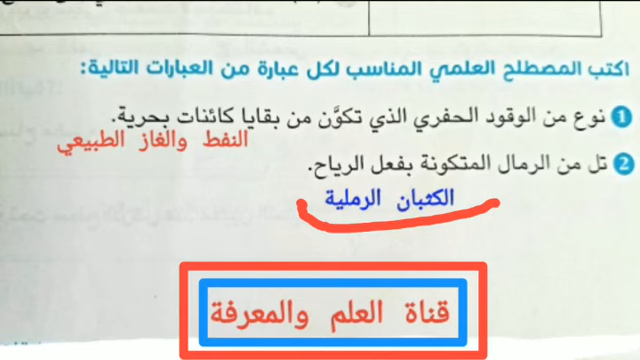 اكتب المصطلح العلمي المناسب لكل عبارة من العبارات التالية:
1 نوع من الوقود الحفري الذي تكوَّن من بقايا كائنات بحرية.
النفط والغاز الطبيعي
2 تل من الرمال المتكونة بفعل الرياح.
الكثبان الرملية
قناة العلم والمعرفة